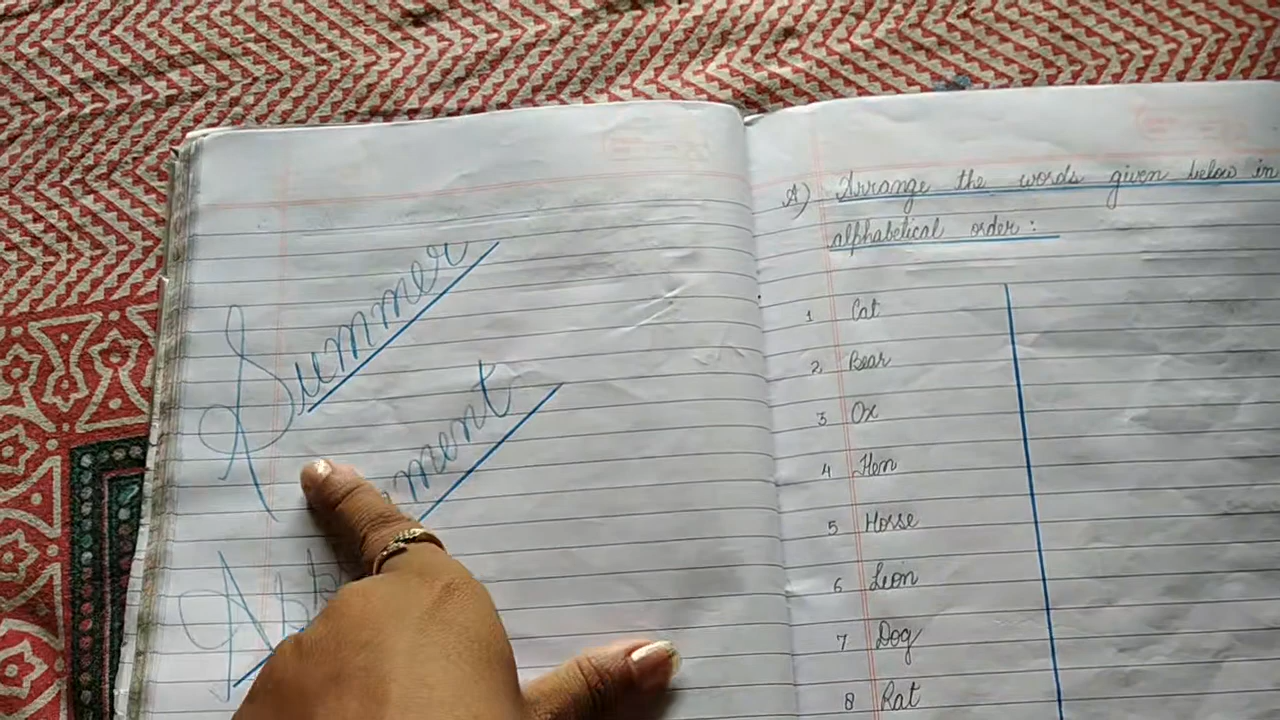 Summer
A) Arrange the words given below in
alphabetical order:
1 Cat
2 Bear
3 Ox
4 Hen
5 Horse
6 Lion
7 Dog
8 Rat